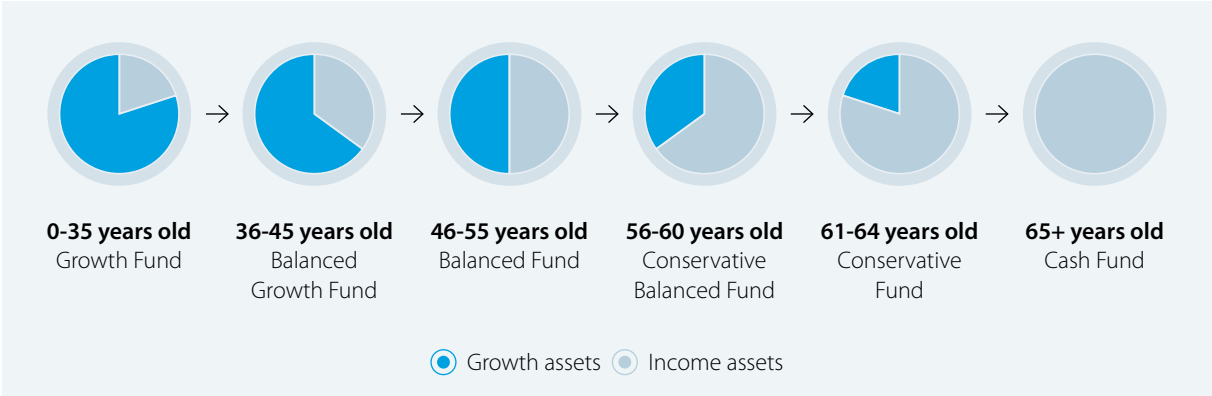 0-35 years old
Growth Fund
36-45 years old
Balanced
Growth Fund
46-55 years old
Balanced Fund
56-60 years old
Conservative
Balanced Fund
61-64 years old
Conservative
Fund
65+ years old
Cash Fund
Growth assets
Income assets